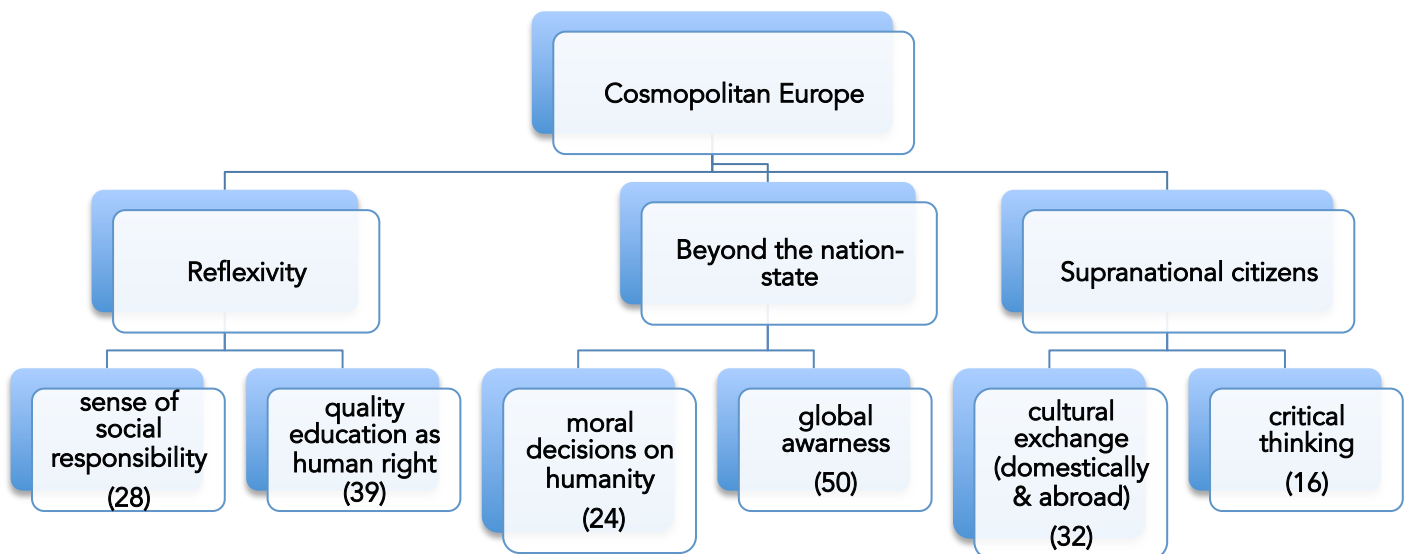 Cosmopolitan Europe
Reflexivity
Beyond the nation-
state
Supranational citizens
sense of
social
responsibility
(28)
quality
education as
human right
(39)
moral
decisions on
humanity
(24)
global
awarness
(50)
cultural
exchange
(domestically
& abroad)
(32)
critical
thinking
(16)